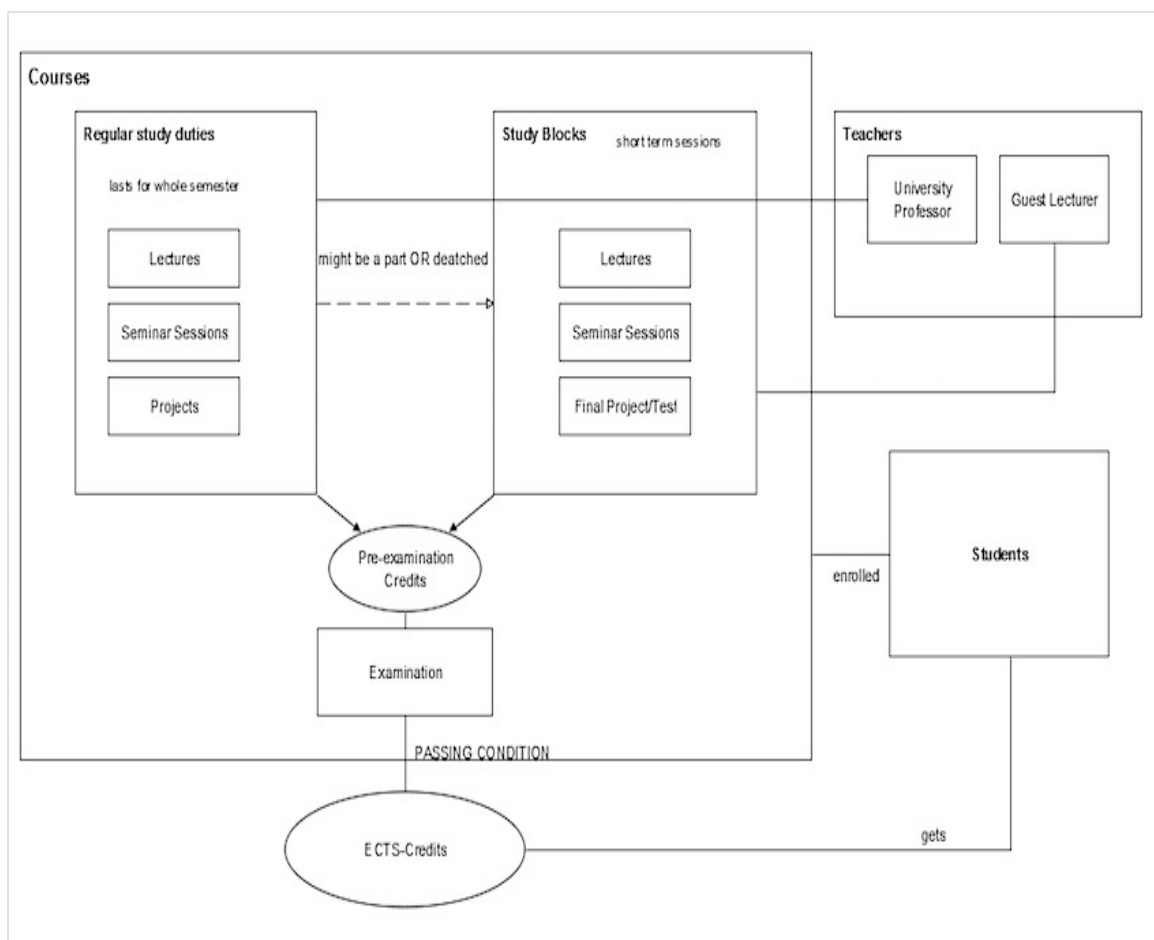 Courses
Regular study duties
lasts for whole semester
Lectures
Seminar Sessions
Projects
might be a part OR deatched
Study Blocks
short term sessions
Lectures
Seminar Sessions
Final Project/Test
Teachers
University
Professor
Guest Lecturer
Pre-examination
Credits
Examination
PASSING CONDITION
ECTS-Credits
enrolled
Students
gets